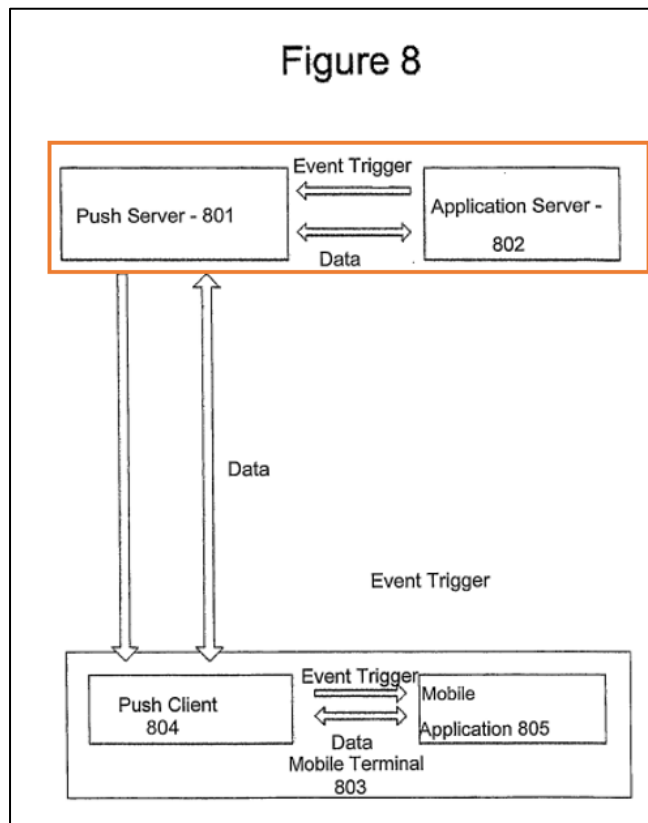 Figure 8
Event Trigger
Push Server - 801
Application Server -
802
Data
Data
Event Trigger
Event Trigger
Push Client
804
Mobile
Application 805
Data
Mobile Terminal
803